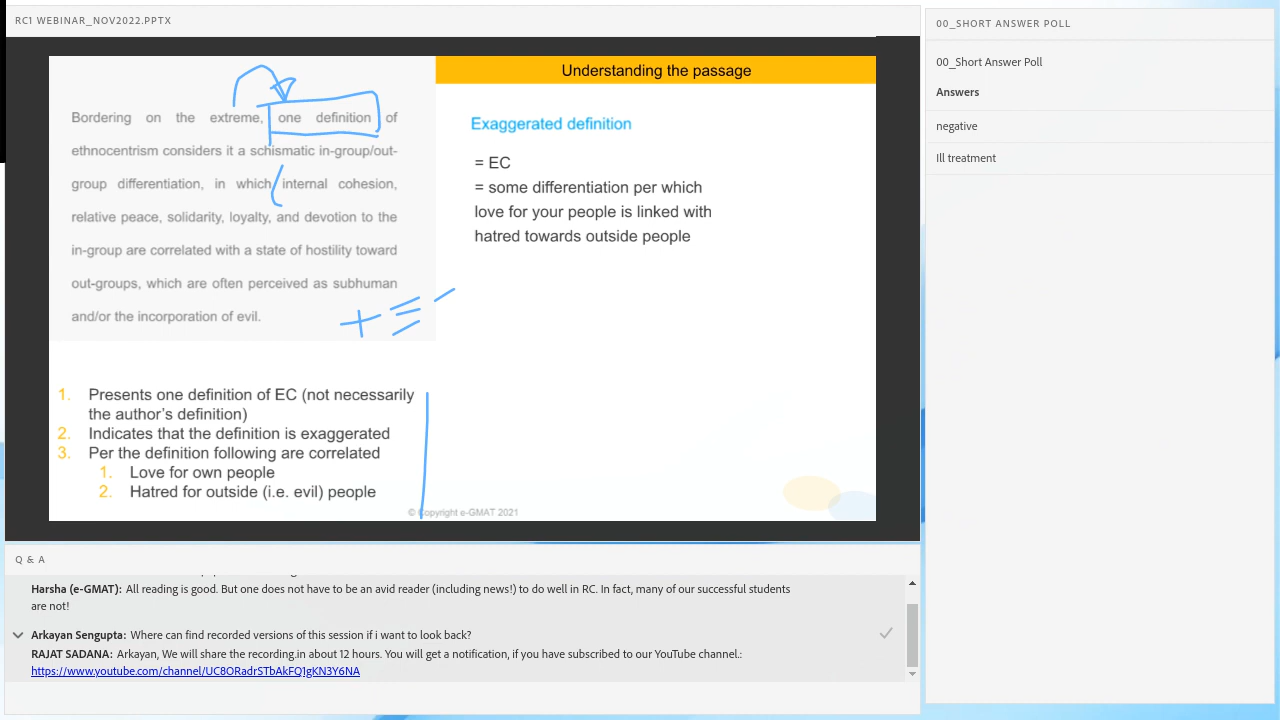 RC1 WEBINAR_NOV2022.PPTX
Bordering on the extreme, one definition of
ethnocentrism considers it a schismatic in-group/out-
group differentiation, in which internal cohesion,
relative peace, solidarity, loyalty, and devotion to the
in-group are correlated with a state of hostility toward
out-groups, which are often perceived as subhuman
and/or the incorporation of evil.
+ = -
1. Presents one definition of EC (not necessarily
the author's definition)
2. Indicates that the definition is exaggerated
3. Per the definition following are correlated
1. Love for own people
2. Hatred for outside (i.e. evil) people
Understanding the passage
Exaggerated definition
= EC
= some differentiation per which
love for your people is linked with
hatred towards outside people
© Copyright e-GMAT 2021
Q & A
Harsha (e-GMAT): All reading is good. But one does not have to be an avid reader (including news!) to do well in RC. In fact, many of our successful students
are not!
Arkayan Sengupta: Where can find recorded versions of this session if i want to look back?
RAJAT SADANA: Arkayan, We will share the recording.in about 12 hours. You will get a notification, if you have subscribed to our YouTube channel.:
https://www.youtube.com/channel/UC8ORadrSTbAkFQ1gKN3Y6NA
00_SHORT ANSWER POLL
00_Short Answer Poll
Answers
negative
Ill treatment